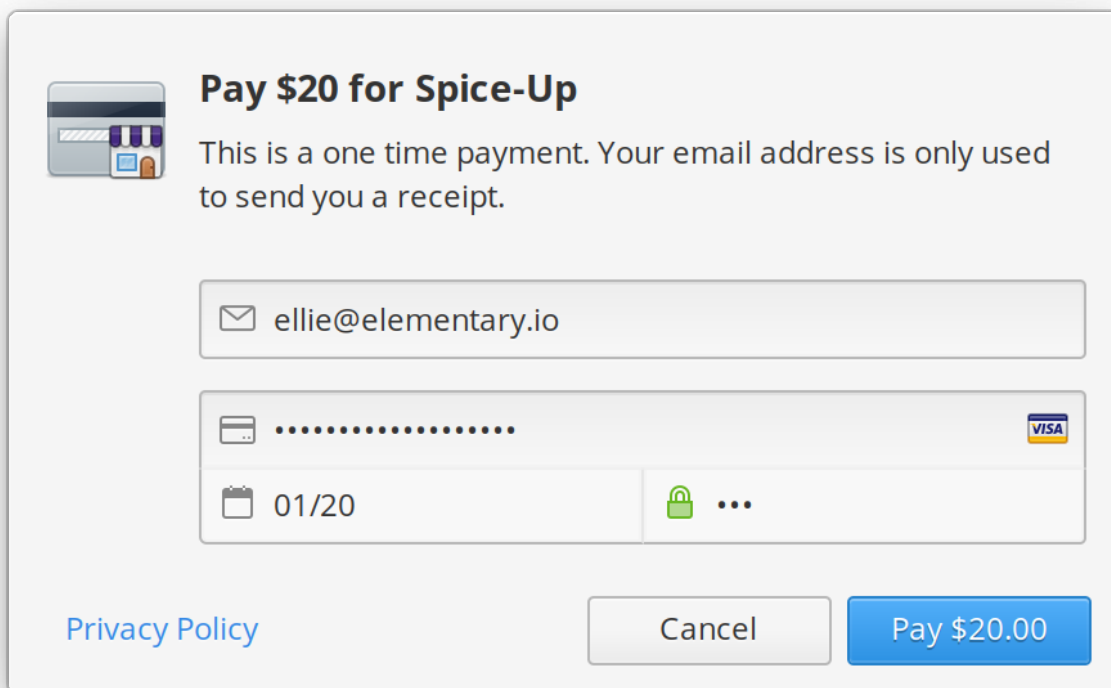 Pay $20 for Spice-Up
This is a one time payment. Your email address is only used
to send you a receipt.
ellie@elementary.io
••••••••••••••••••• VISA
01/20 •••
Privacy Policy Cancel Pay $20.00